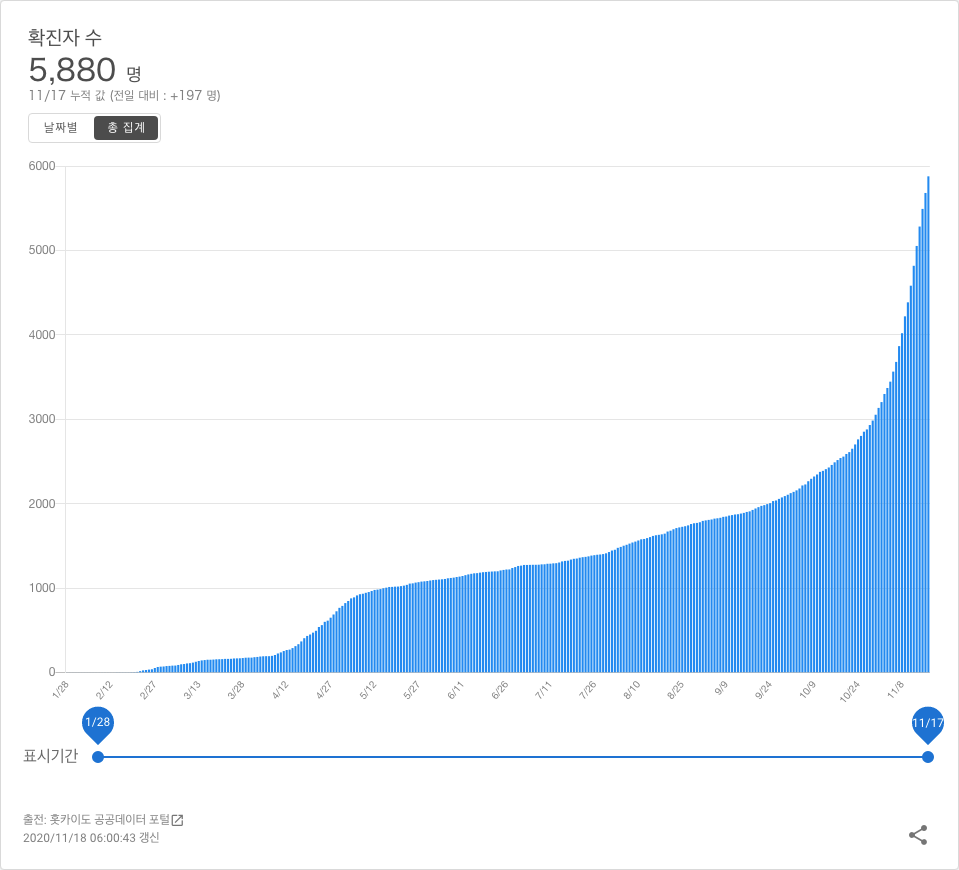 확진자 수
5,880 명
11/17 누적 값 (전일 대비 : +197 명)
날짜별 총 집계
6000
5000
4000
3000
2000
1000
0
1/28 2/12 2/27 3/13 3/28 4/12 4/27 5/12 5/27 6/11 6/26 7/11 7/26 8/10 8/25 9/9 9/24 10/9 10/24 11/8
1/28 11/17
표시기간
출전: 홋카이도 공공데이터 포털
2020/11/18 06:00:43 갱신